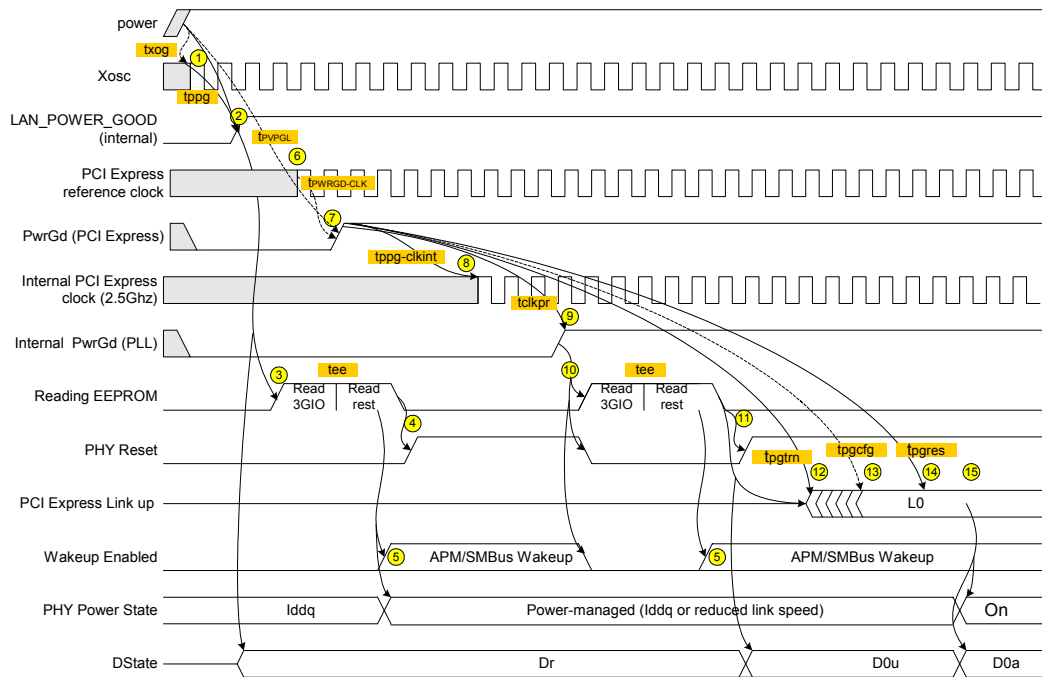 power
txog
1
Xosc
tppg
2
LAN_POWER_GOOD
(internal)
tPVPGL
6
PCI Express
reference clock
tPWRGD-CLK
7
PwrGd (PCI Express)
tppg-clkint
8
Internal PCI Express
clock (2.5Ghz)
tclkpr
9
Internal PwrGd (PLL)
3
tee
10
tee
Reading EEPROM
Read
3GIO
Read
rest
Read
3GIO
Read
rest
4
11
PHY Reset
tpgtrn
tpgcfg
tpgres
12
13
14
15
PCI Express Link up
L0
Wakeup Enabled
5
APM/SMBus Wakeup
5
APM/SMBus Wakeup
PHY Power State
Iddq
Power-managed (Iddq or reduced link speed)
On
DState
Dr
D0u
D0a